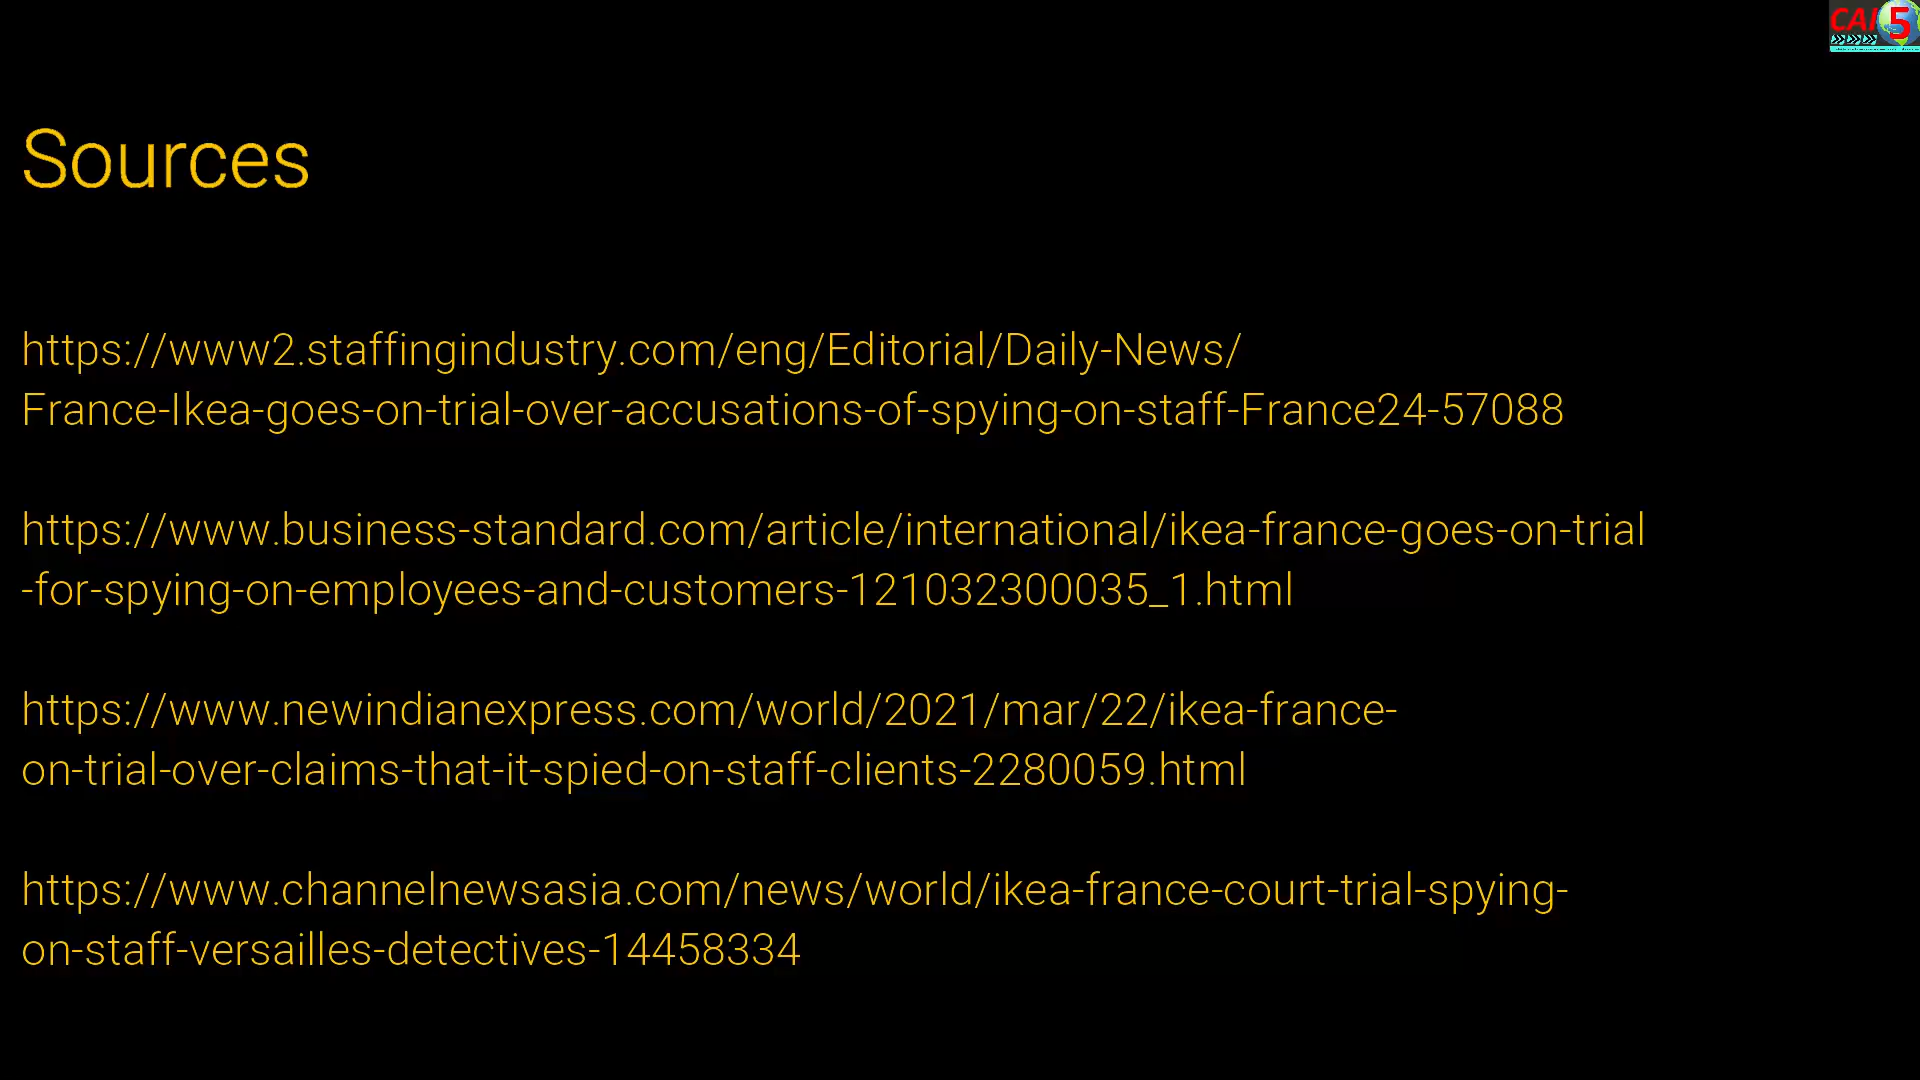 CAI 5
Sources
https://www2.staffingindustry.com/eng/Editorial/Daily-News/
France-Ikea-goes-on-trial-over-accusations-of-spying-on-staff-France24-57088
https://www.business-standard.com/article/international/ikea-france-goes-on-trial
-for-spying-on-employees-and-customers-121032300035_1.html
https://www.newindianexpress.com/world/2021/mar/22/ikea-france-
on-trial-over-claims-that-it-spied-on-staff-clients-2280059.html
https://www.channelnewsasia.com/news/world/ikea-france-court-trial-spying-
on-staff-versailles-detectives-14458334